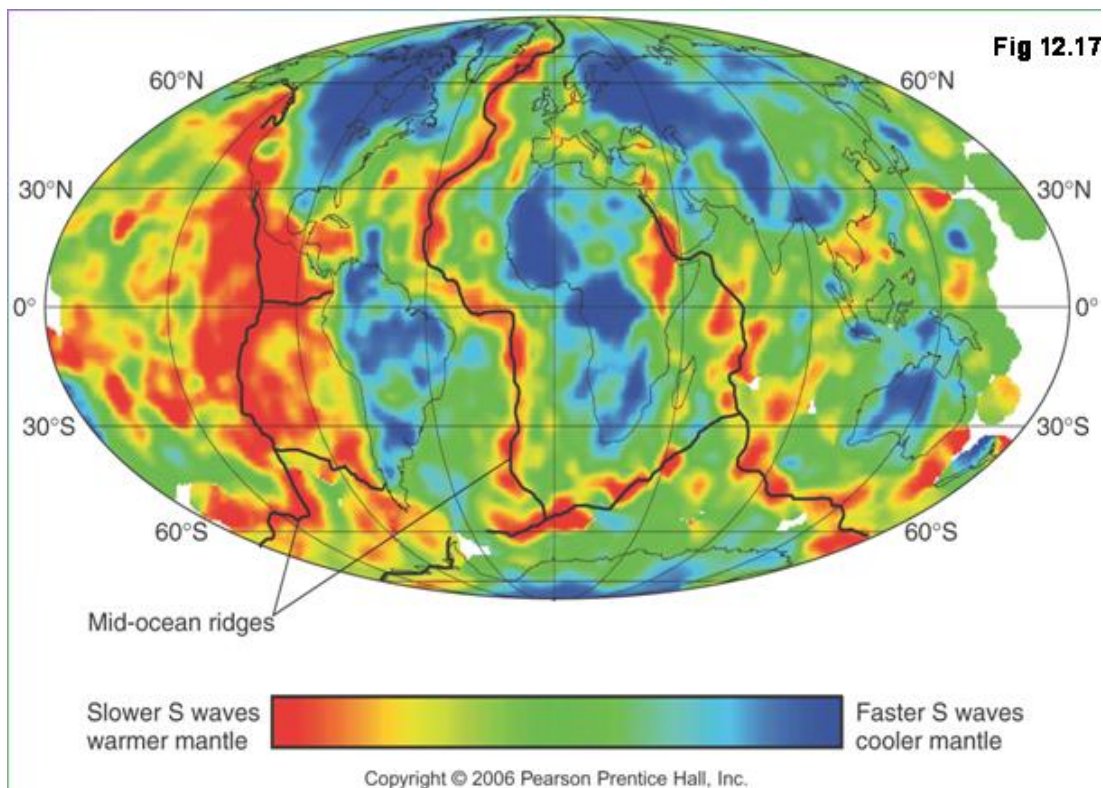 Fig 12.17
60°N
60°N
30°N
30°N
0°
0°
30°S
30°S
60°S
60°S
Mid-ocean ridges
Slower S waves
warmer mantle
Faster S waves
cooler mantle
Copyright © 2006 Pearson Prentice Hall, Inc.